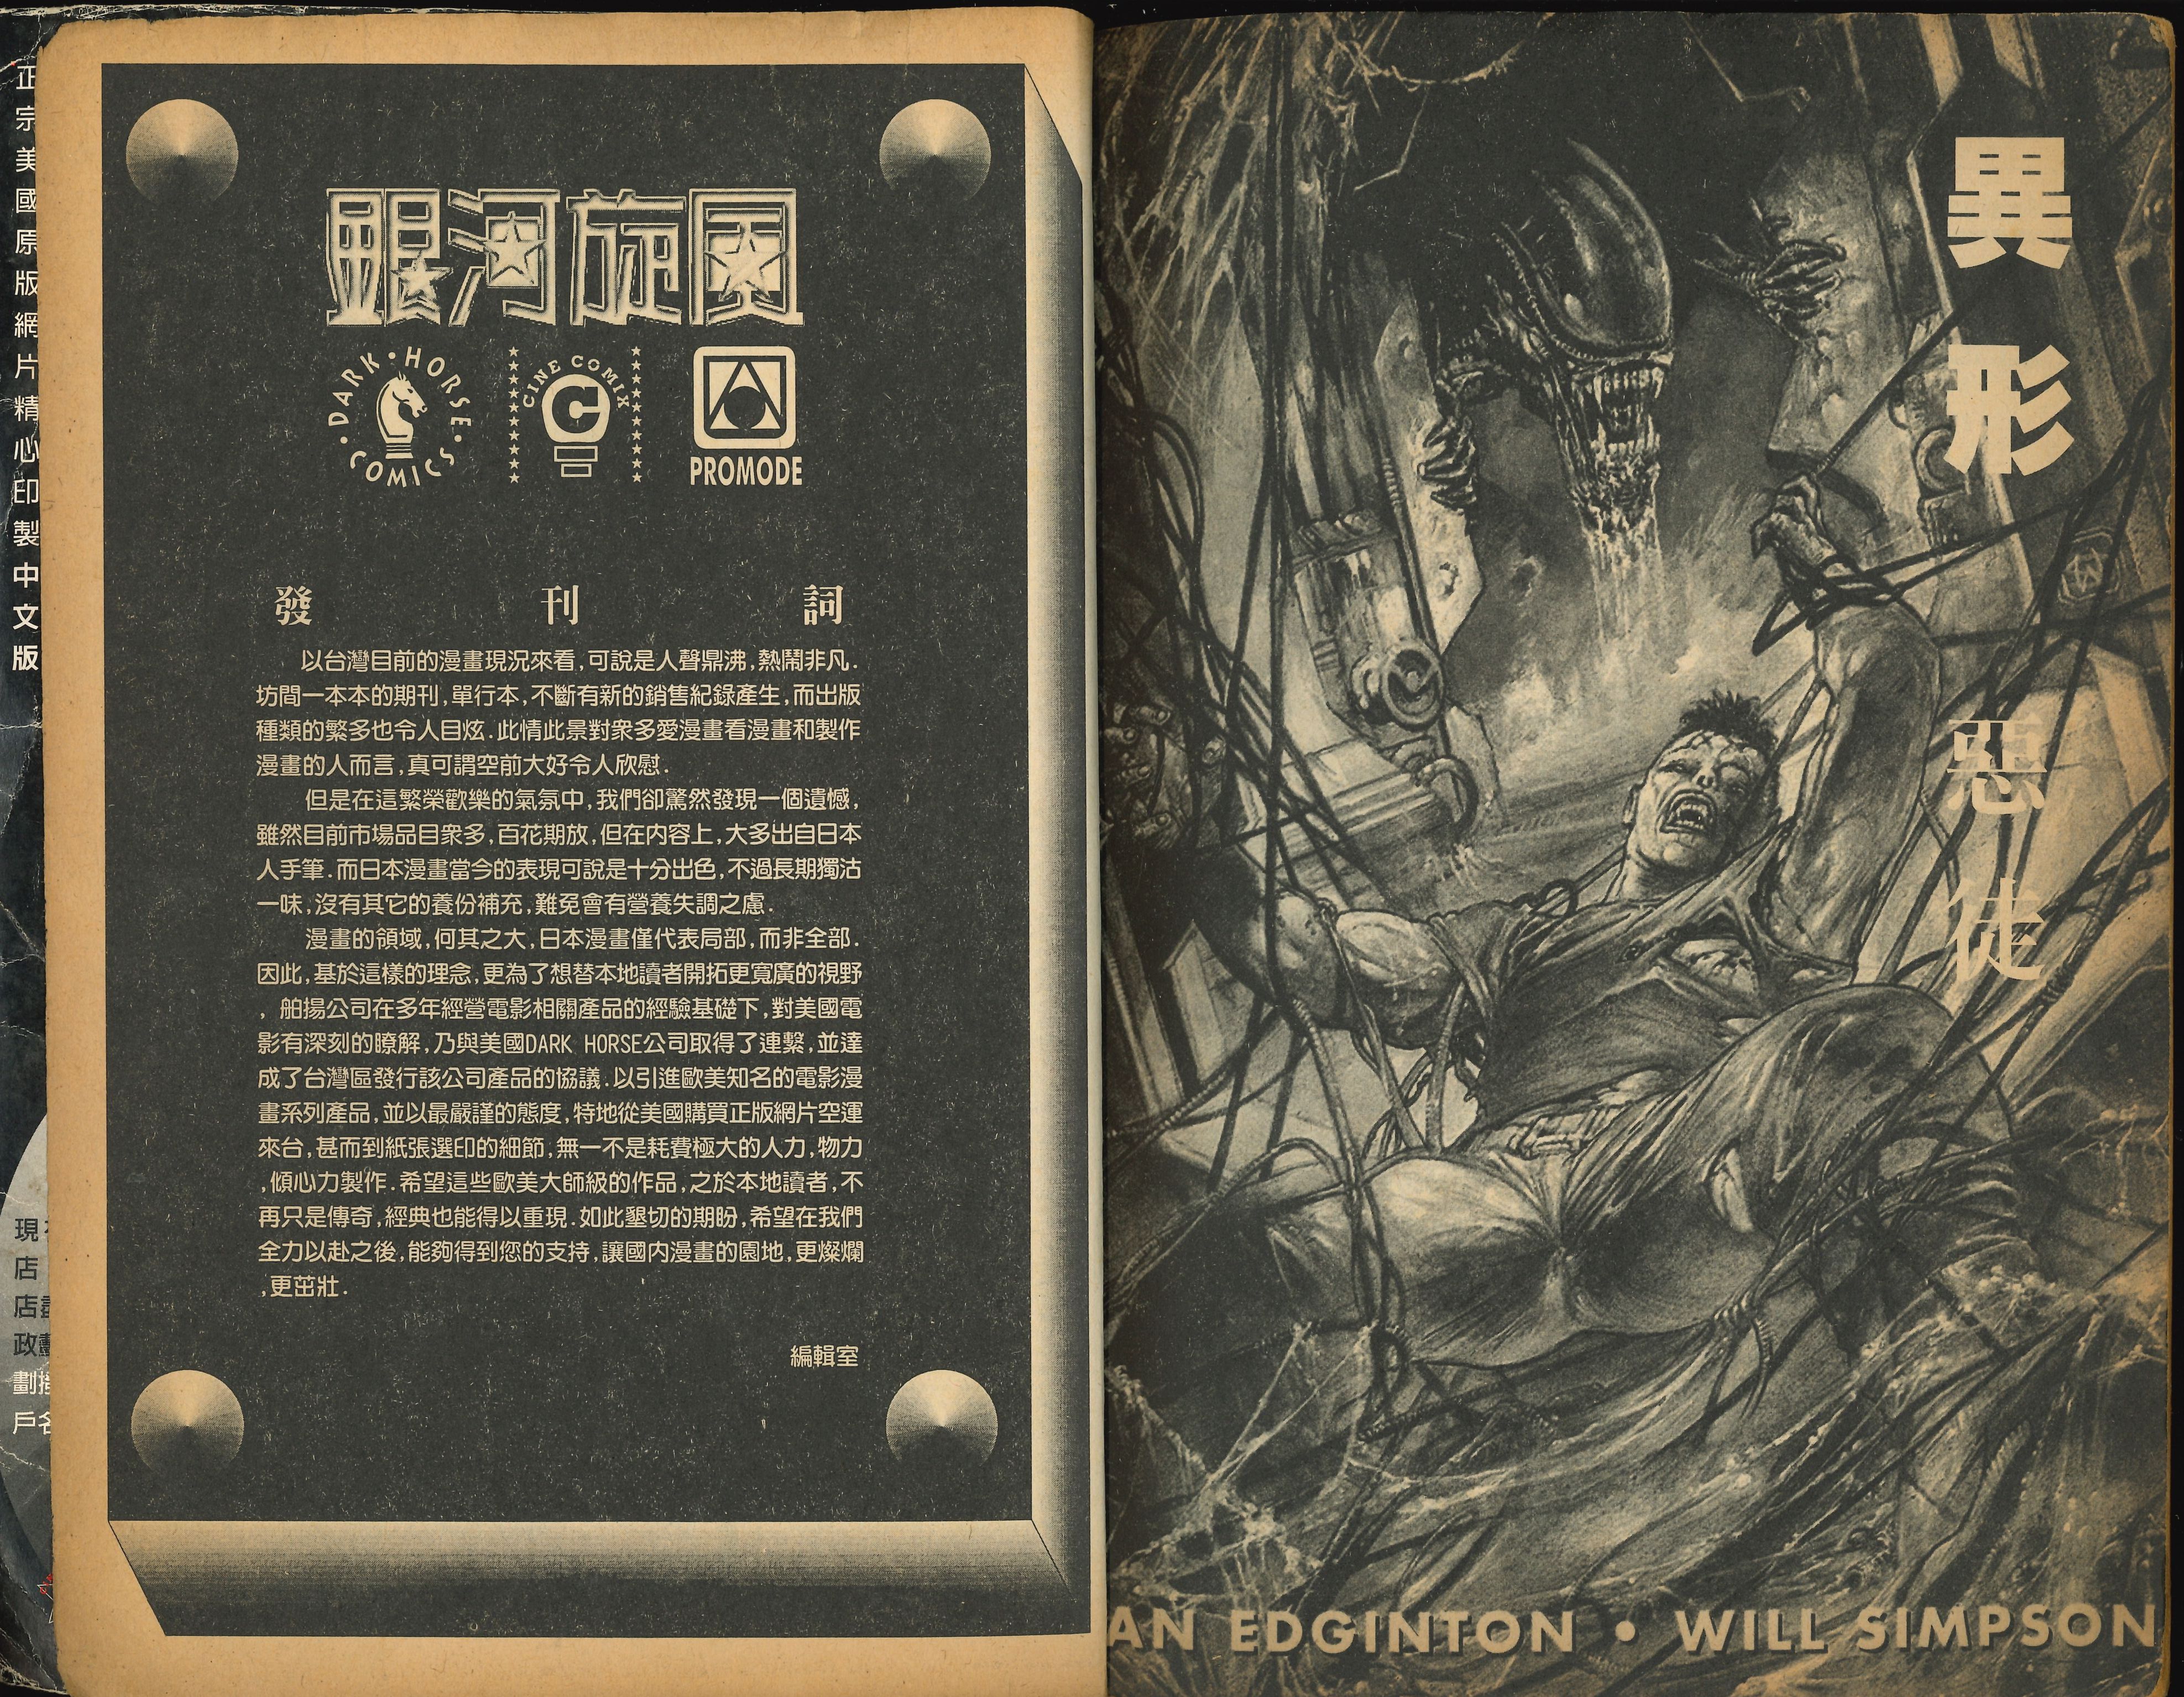 正宗美國原版網片精心印製中文版
現
店
店
政
劃
戶名
銀河旋風
DARK・HORSE・COMICS・
CINE COMIX
C
PROMODE
發刊詞
以台灣目前的漫畫現況來看,可說是人聲鼎沸,熱鬧非凡.
坊間一本本的期刊,單行本,不斷有新的銷售紀錄產生,而出版
種類的繁多也令人目炫.此情此景對衆多愛漫畫看漫畫和製作
漫畫的人而言,真可謂空前大好令人欣慰.
但是在這繁榮歡樂的氣氛中,我們卻驚然發現一個遺憾,
雖然目前市場品目衆多,百花期放,但在内容上,大多出自日本
人手筆.而日本漫畫當今的表現可說是十分出色,不過長期獨沽
一味,沒有其它的養份補充,難免會有營養失調之慮.
漫畫的領域,何其之大,日本漫畫僅代表局部,而非全部.
因此,基於這樣的理念,更為了想替本地讀者開拓更寬廣的視野
,舶揚公司在多年經營電影相關產品的經驗基礎下,對美國電
影有深刻的瞭解,乃與美國DARK HORSE公司取得了連繫,並達
成了台灣區發行該公司產品的協議.以引進歐美知名的電影漫
畫系列產品,並以最嚴謹的態度,特地從美國購買正版網片空運
來台,甚而到紙張選印的細節,無一不是耗費極大的人力,物力
,傾心力製作.希望這些歐美大師級的作品,之於本地讀者,不
再只是傳奇,經典也能得以重現.如此懇切的期盼,希望在我們
全力以赴之後,能夠得到您的支持,讓國内漫畫的園地,更燦爛
,更茁壯.
編輯室
異形
惡徒
AN EDGINTON • WILL SIMPSON